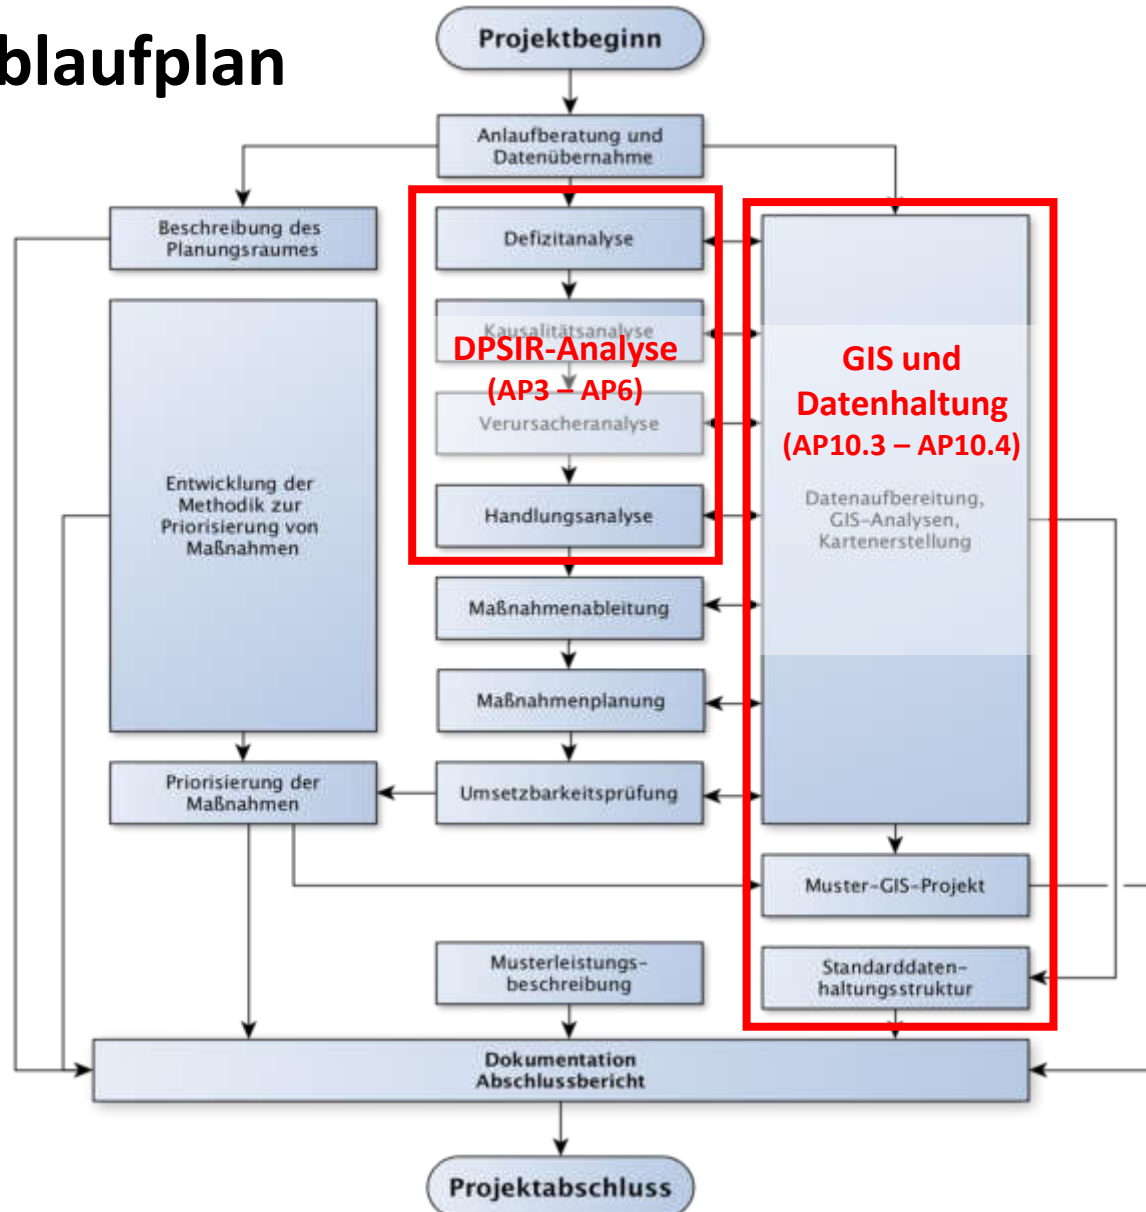 blaufplan
Projektbeginn
Anlaufberatung und
Datenübernahme
Beschreibung des
Planungsraumes
Defizitanalyse
Kausalitätsanalyse
DPSIR-Analyse
(AP3 – AP6)
Verursacheranalyse
Handlungsanalyse
GIS und
Datenhaltung
(AP10.3 – AP10.4)
Datenaufbereitung,
GIS-Analysen,
Kartenerstellung
Entwicklung der
Methodik zur
Priorisierung von
Maßnahmen
Maßnahmenableitung
Maßnahmenplanung
Priorisierung der
Maßnahmen
Umsetzbarkeitsprüfung
Muster-GIS-Projekt
Musterleistungs-
beschreibung
Standarddaten-
haltungsstruktur
Dokumentation
Abschlussbericht
Projektabschluss